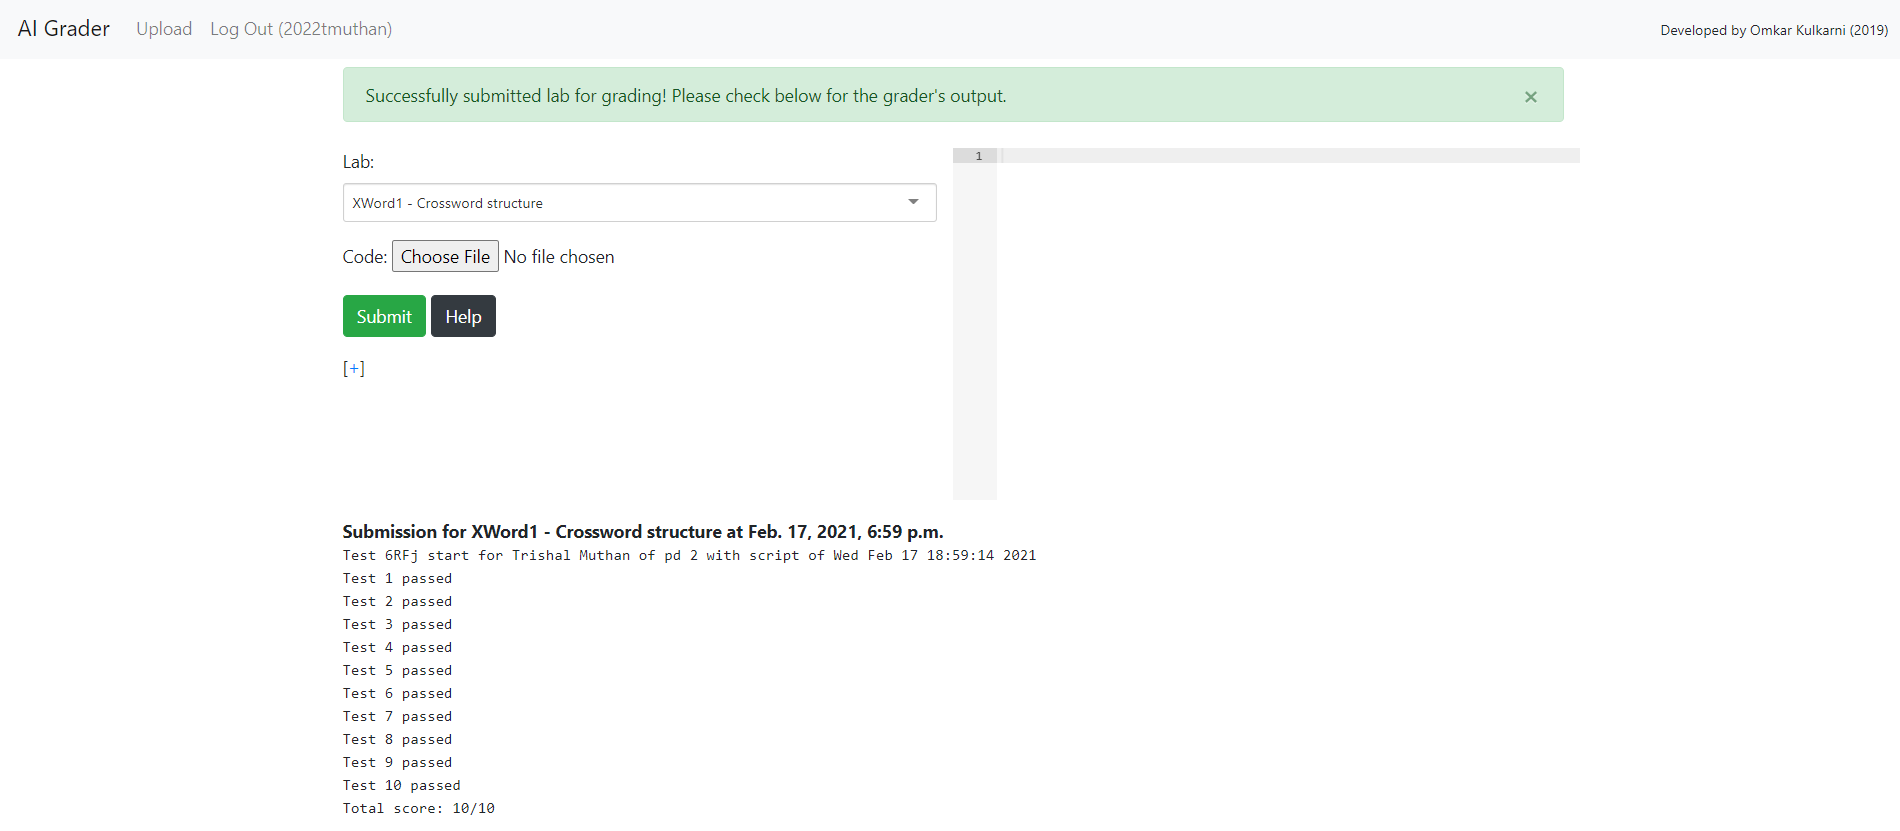 AI Grader Upload Log Out (2022tmuthan) Developed by Omkar Kulkarni (2019)
Successfully submitted lab for grading! Please check below for the grader's output. ×
Lab:
XWord1 - Crossword structure
Code: Choose File No file chosen
Submit Help
[+]
1
Submission for XWord1 - Crossword structure at Feb. 17, 2021, 6:59 p.m.
Test 6RFj start for Trishal Muthan of pd 2 with script of Wed Feb 17 18:59:14 2021
Test 1 passed
Test 2 passed
Test 3 passed
Test 4 passed
Test 5 passed
Test 6 passed
Test 7 passed
Test 8 passed
Test 9 passed
Test 10 passed
Total score: 10/10